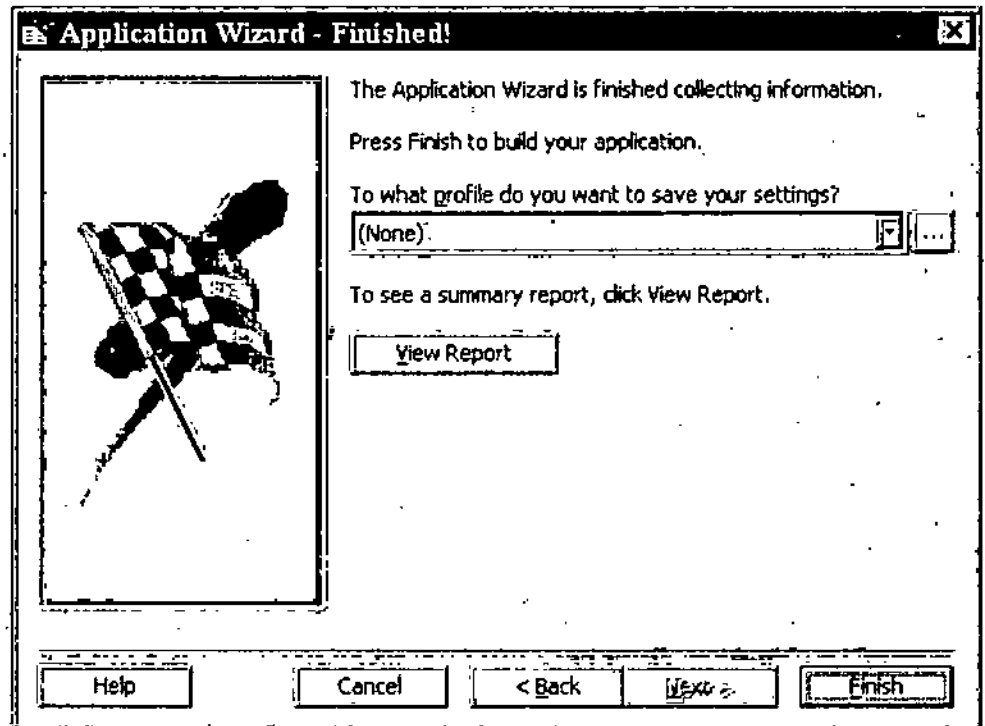 Application Wizard - Finished!
The Application Wizard is finished collecting information.
Press Finish to build your application.
To what profile do you want to save your settings?
(None)
...
To see a summary report, click View Report.
View Report
Help
Cancel
< Back
Next >
Finish